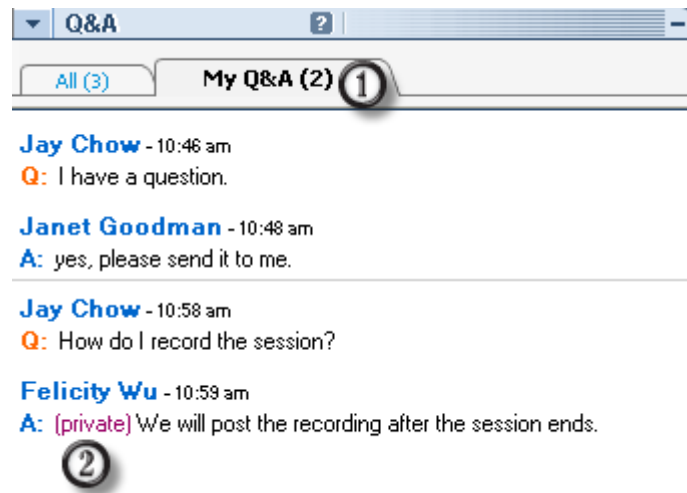 Q&A ?
All (3) My Q&A (2) 1
Jay Chow - 10:46 am
Q: I have a question.
Janet Goodman - 10:48 am
A: yes, please send it to me.
Jay Chow - 10:58 am
Q: How do I record the session?
Felicity Wu - 10:59 am
A: (private) We will post the recording after the session ends.
2